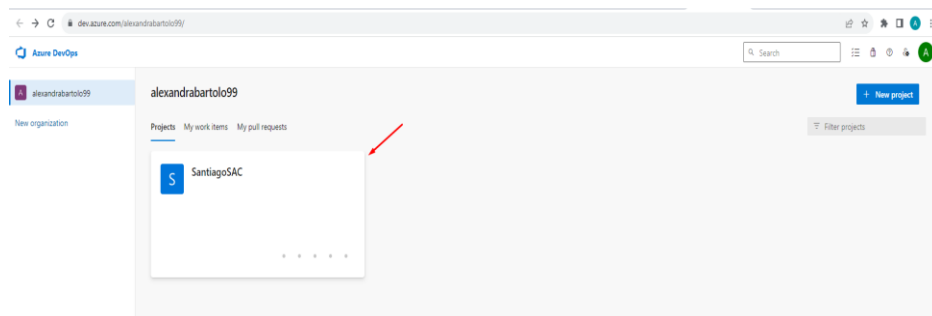 dev.azure.com/alexandrabartolo99/
Azure DevOps
Search
A
A alexandrabartolo99
alexandrabartolo99
+ New project
New organization
Projects My work items My pull requests
Filter projects
S SantiagoSAC